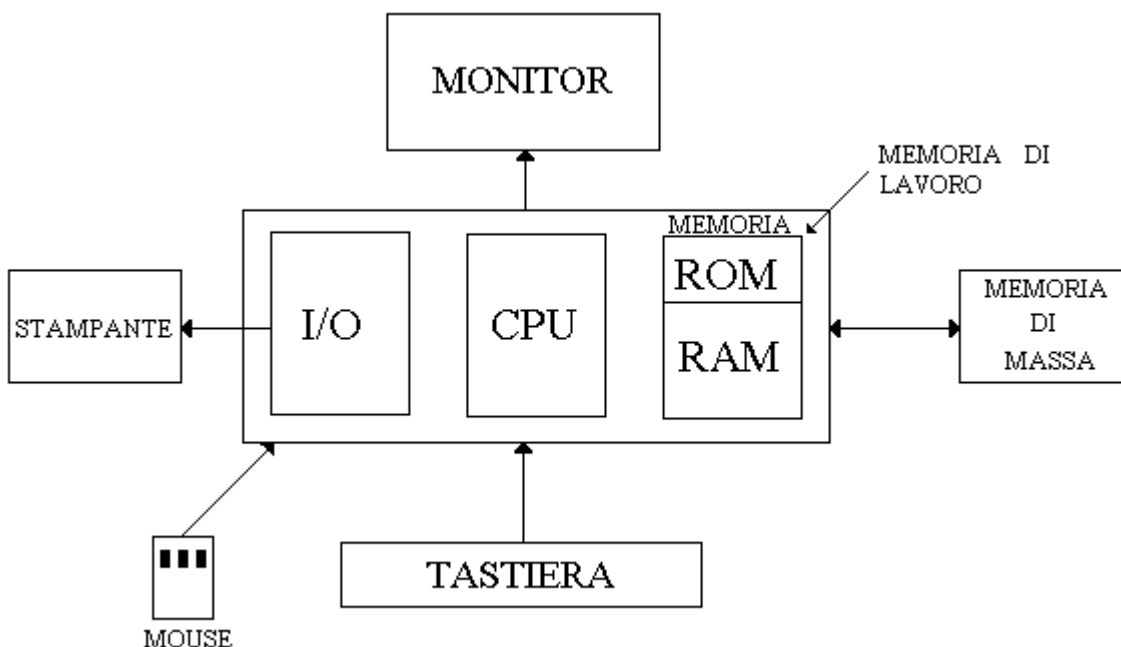 MONITOR
MEMORIA DI
LAVORO
MEMORIA
ROM
RAM
I/O
CPU
STAMPANTE
MEMORIA
DI
MASSA
TASTIERA
MOUSE